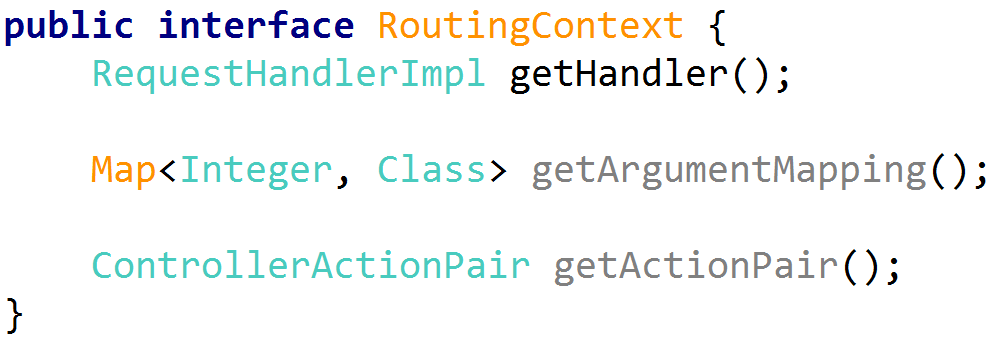 public interface RoutingContext {
    RequestHandlerImpl getHandler();

    Map<Integer, Class> getArgumentMapping();

    ControllerActionPair getActionPair();
}